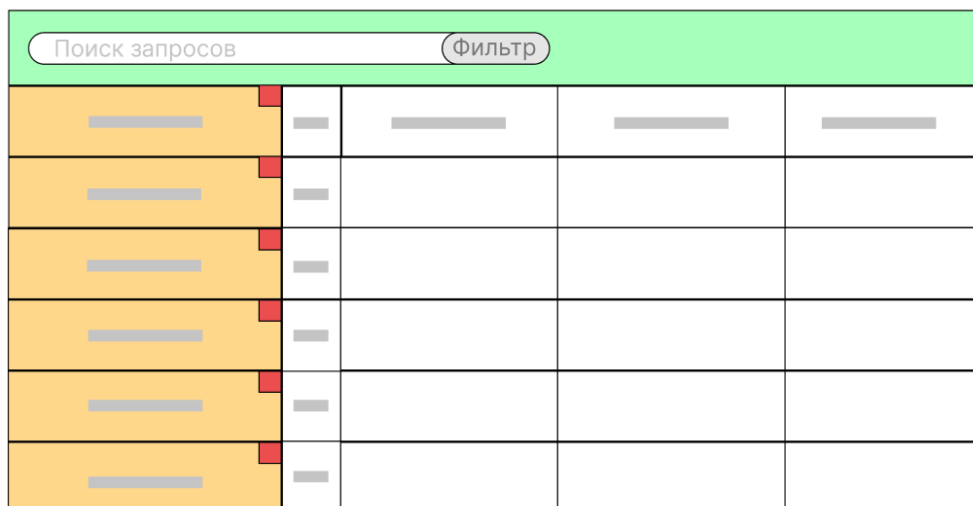 Поиск запросов
Фильтр